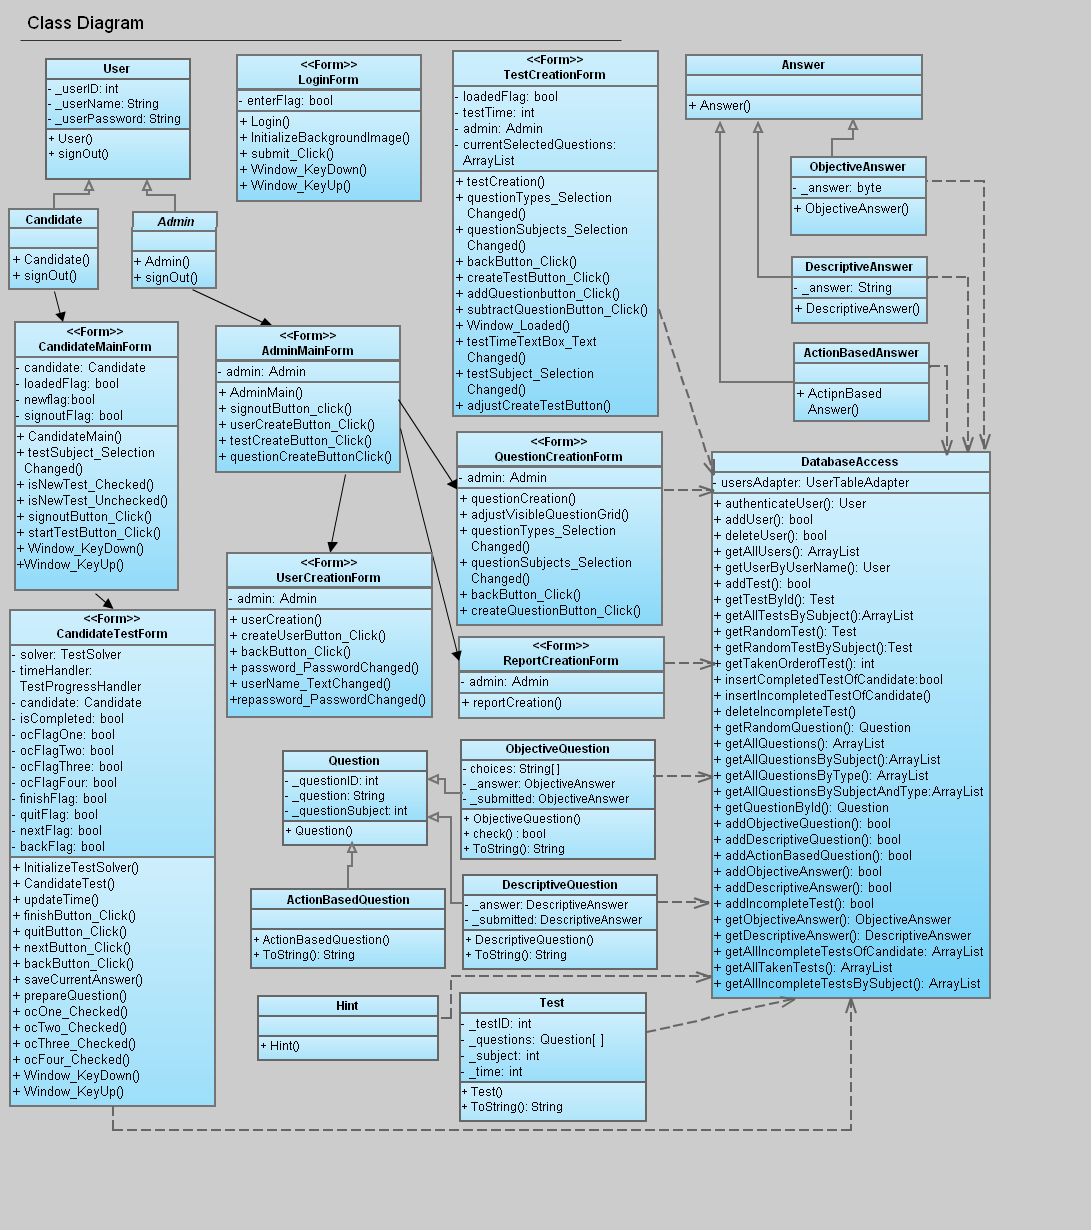 Class Diagram
User
- _userID: int
- _userName: String
- _userPassword: String
+ User()
+ signOut()
<<Form>>
LoginForm
- enterFlag: bool
+ Login()
+ InitializeBackgroundImage()
+ submit_Click()
+ Window_KeyDown()
+ Window_KeyUp()
<<Form>>
TestCreationForm
- loadedFlag: bool
- testTime: int
- admin: Admin
- currentSelectedQuestions:
ArrayList
+ testCreation()
+ questionTypes_Selection
Changed()
+ questionSubjects_Selection
Changed()
+ backButton_Click()
+ createTestButton_Click()
+ addQuestionbutton_Click()
+ subtractQuestionButton_Click()
+ Window_Loaded()
+ testTimeTextBox_Text
Changed()
+ testSubject_Selection
Changed()
+ adjustCreateTestButton()
Answer
+ Answer()
ObjectiveAnswer
- _answer: byte
+ ObjectiveAnswer()
DescriptiveAnswer
- _answer: String
+ DescriptiveAnswer()
ActionBasedAnswer
+ ActipnBased
Answer()
Candidate
+ Candidate()
+ signOut()
Admin
+ Admin()
+ signOut()
<<Form>>
CandidateMainForm
- candidate: Candidate
- loadedFlag: bool
- newflag:bool
- signoutFlag: bool
+ CandidateMain()
+ testSubject_Selection
Changed()
+ isNewTest_Checked()
+ isNewTest_Unchecked()
+ signoutButton_Click()
+ startTestButton_Click()
+ Window_KeyDown()
+Window_KeyUp()
<<Form>>
AdminMainForm
- admin: Admin
+ AdminMain()
+ signoutButton_click()
+ userCreateButton_Click()
+ testCreateButton_Click()
+ questionCreateButtonClick()
<<Form>>
QuestionCreationForm
- admin: Admin
+ questionCreation()
+ adjustVisibleQuestionGrid()
+ questionTypes_Selection
Changed()
+ questionSubjects_Selection
Changed()
+ backButton_Click()
+ createQuestionButton_Click()
<<Form>>
UserCreationForm
- admin: Admin
+ userCreation()
+ createUserButton_Click()
+ backButton_Click()
+ password_PasswordChanged()
+ userName_TextChanged()
+repassword_PasswordChanged()
<<Form>>
ReportCreationForm
- admin: Admin
+ reportCreation()
DatabaseAccess
- usersAdapter: UserTableAdapter
+ authenticateUser(): User
+ addUser(): bool
+ deleteUser(): bool
+ getAllUsers(): ArrayList
+ getUserByUserName(): User
+ addTest(): bool
+ getTestById(): Test
+ getAllTestsBySubject():ArrayList
+ getRandomTest(): Test
+ getRandomTestBySubject():Test
+ getTakenOrderofTest(): int
+ insertCompletedTestOfCandidate:bool
+ insertIncompletedTestOfCandidate()
+ deleteIncompleteTest()
+ getRandomQuestion(): Question
+ getAllQuestions(): ArrayList
+ getAllQuestionsBySubject():ArrayList
+ getAllQuestionsByType(): ArrayList
+ getAllQuestionsBySubjectAndType:ArrayList
+ getQuestionById(): Question
+ addObjectiveQuestion(): bool
+ addDescriptiveQuestion(): bool
+ addActionBasedQuestion(): bool
+ addObjectiveAnswer(): bool
+ addDescriptiveAnswer(): bool
+ addIncompleteTest(): bool
+ getObjectiveAnswer(): ObjectiveAnswer
+ getDescriptiveAnswer(): DescriptiveAnswer
+ getAllIncompleteTestsOfCandidate: ArrayList
+ getAllTakenTests(): ArrayList
+ getAllIncompleteTestsBySubject(): ArrayList
<<Form>>
CandidateTestForm
- solver: TestSolver
- timeHandler:
TestProgressHandler
- candidate: Candidate
- isCompleted: bool
- ocFlagOne: bool
- ocFlagTwo: bool
- ocFlagThree: bool
- ocFlagFour: bool
- finishFlag: bool
- quitFlag: bool
- nextFlag: bool
- backFlag: bool
+ InitializeTestSolver()
+ CandidateTest()
+ updateTime()
+ finishButton_Click()
+ quitButton_Click()
+ nextButton_Click()
+ backButton_Click()
+ saveCurrentAnswer()
+ prepareQuestion()
+ ocOne_Checked()
+ ocTwo_Checked()
+ ocThree_Checked()
+ ocFour_Checked()
+ Window_KeyDown()
+ Window_KeyUp()
Question
- _questionID: int
- _question: String
- _questionSubject: int
+ Question()
ObjectiveQuestion
- choices: String[ ]
- _answer: ObjectiveAnswer
- _submitted: ObjectiveAnswer
+ ObjectiveQuestion()
+ check() : bool
+ ToString(): String
ActionBasedQuestion
+ ActionBasedQuestion()
+ ToString(): String
DescriptiveQuestion
- _answer: DescriptiveAnswer
- _submitted: DescriptiveAnswer
+ DescriptiveQuestion()
+ ToString(): String
Hint
+ Hint()
Test
- _testID: int
- _questions: Question[ ]
- _subject: int
- _time: int
+ Test()
+ ToString(): String